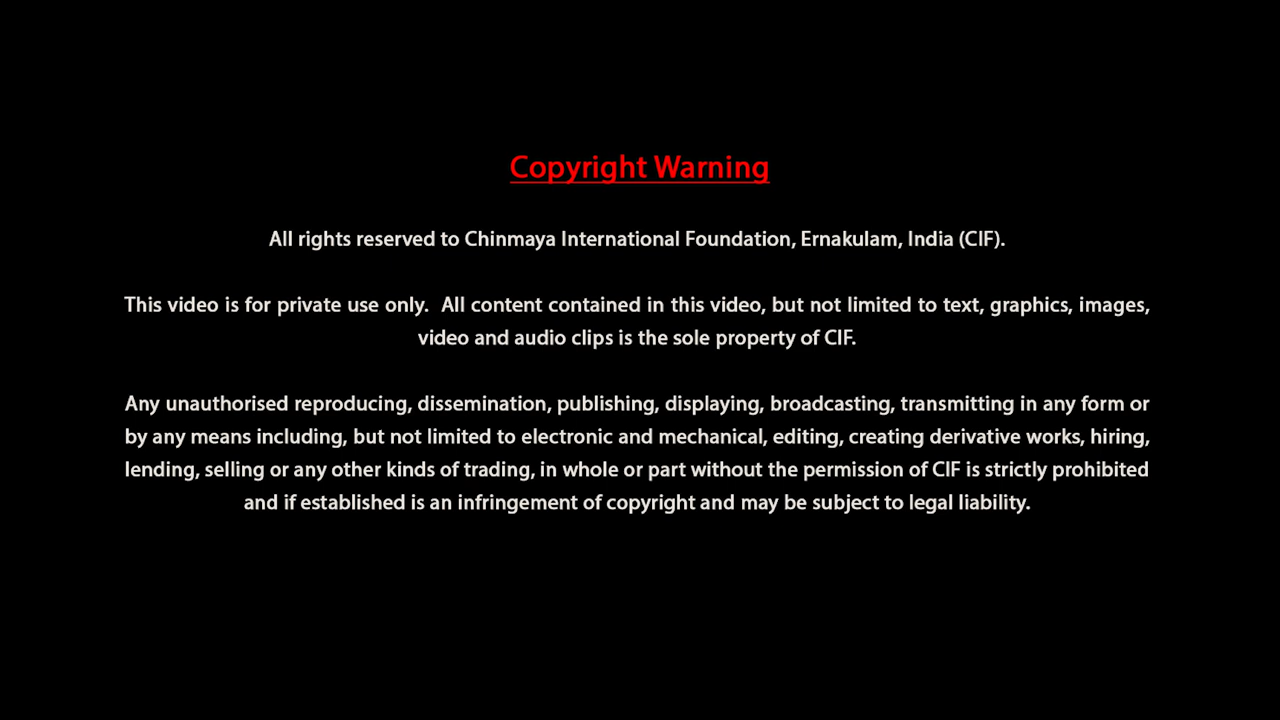 Copyright Warning
All rights reserved to Chinmaya International Foundation, Ernakulam, India (CIF).
This video is for private use only.  All content contained in this video, but not limited to text, graphics, images,
video and audio clips is the sole property of CIF.
Any unauthorised reproducing, dissemination, publishing, displaying, broadcasting, transmitting in any form or
by any means including, but not limited to electronic and mechanical, editing, creating derivative works, hiring,
lending, selling or any other kinds of trading, in whole or part without the permission of CIF is strictly prohibited
and if established is an infringement of copyright and may be subject to legal liability.